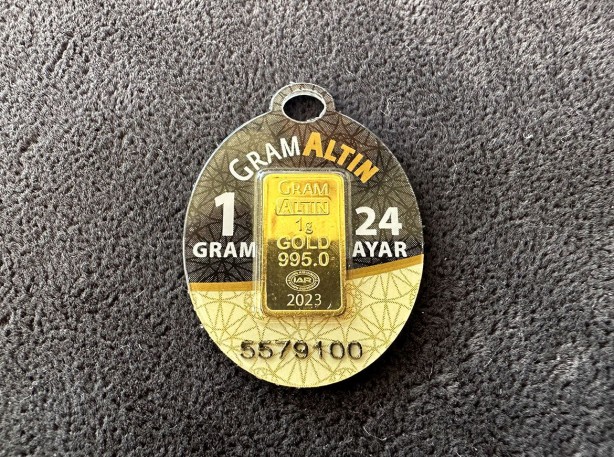 GRAMALTIN
1
GRAM
24
AYAR
GRAM
ALTIN
1g
GOLD
995.0
IAR
2023
5579100